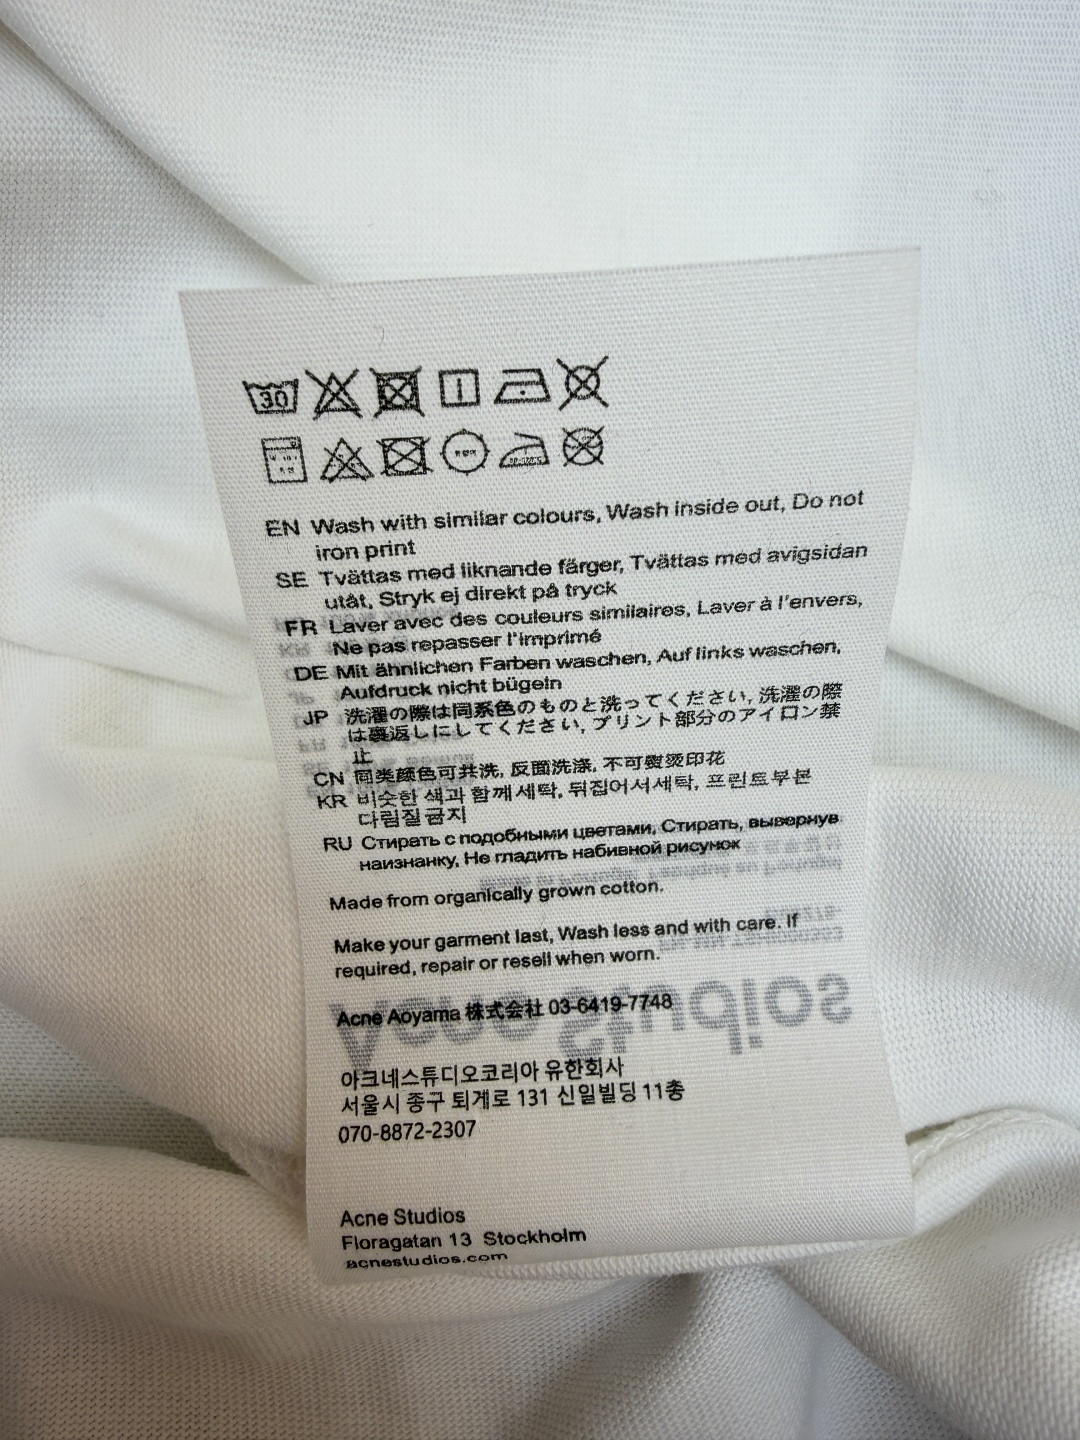 30
EN Wash with similar colours, Wash inside out, Do not
iron print
SE Tvättas med liknande färger, Tvättas med avigsidan
utåt, Stryk ej direkt på tryck
FR Laver avec des couleurs similaires, Laver à l'envers,
Ne pas repasser l'imprimé
DE Mit ähnlichen Farben waschen, Auf links waschen,
Aufdruck nicht bügeln
JP 洗濯の際は同系色のものと洗ってください, 洗濯の際
は裏返しにしてください, プリント部分のアイロン禁
止
CN 同类颜色可共洗, 反面洗涤, 不可熨烫印花
KR 비슷한 색과 함께 세탁, 뒤집어서세탁, 프린트부분
다림질금지
RU Стирать с подобными цветами, Стирать, вывернув
наизнанку, Не гладить набивной рисунок
Made from organically grown cotton.
Make your garment last, Wash less and with care. If
required, repair or resell when worn.
Acne Aoyama 株式会社 03-6419-7748
Acne Studios
아크네스튜디오코리아 유한회사
서울시 종구 퇴게로 131 신일빌딩 11총
070-8872-2307
Acne Studios
Floragatan 13 Stockholm
acnestudios.com